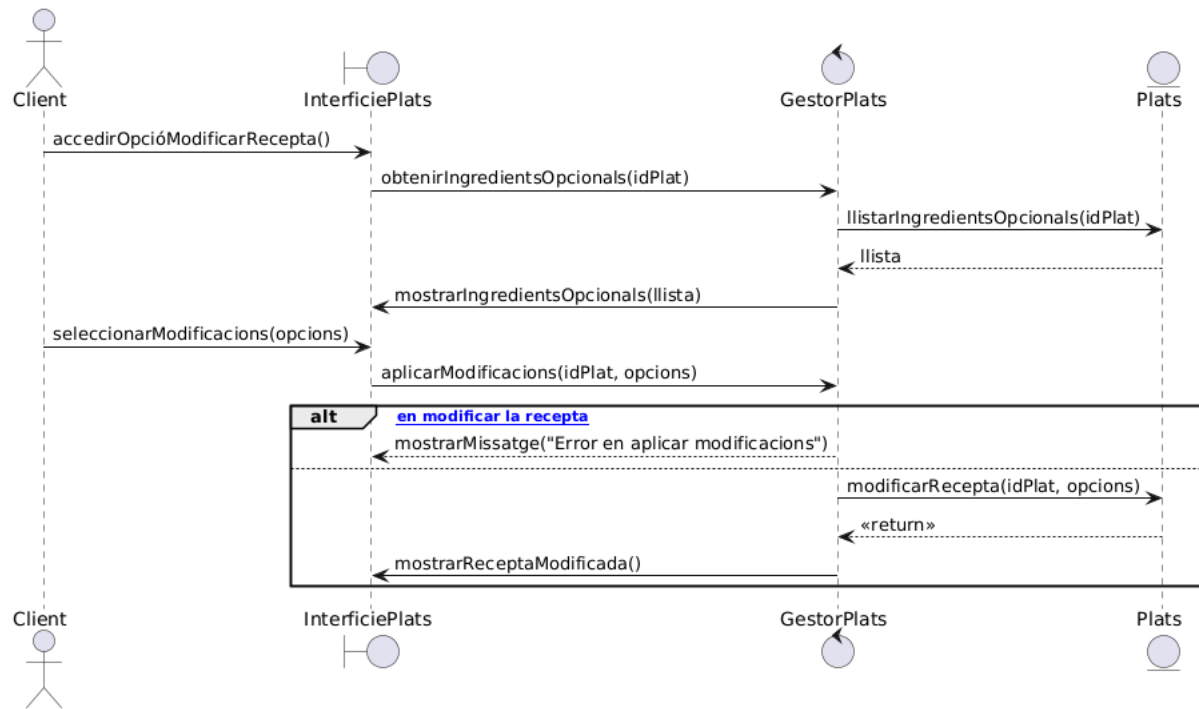 Client
InterficiePlats
GestorPlats
Plats
accedirOpcióModificarRecepta()
obtenirIngredientsOpcionals(idPlat)
llistarIngredientsOpcionals(idPlat)
llista
mostrarIngredientsOpcionals(llista)
seleccionarModificacions(opcions)
aplicarModificacions(idPlat, opcions)
alt
en modificar la recepta
mostrarMissatge("Error en aplicar modificacions")
modificarRecepta(idPlat, opcions)
«return»
mostrarReceptaModificada()
Client
InterficiePlats
GestorPlats
Plats